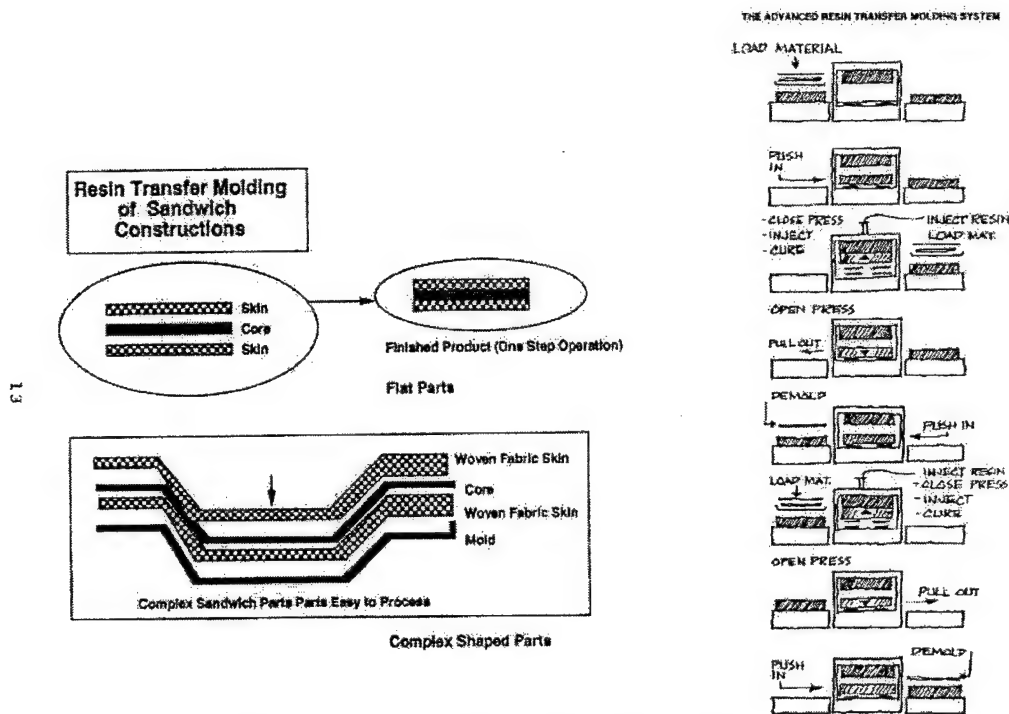 Resin Transfer Molding
of Sandwich
Constructions
Skin
Core
Skin
Finished Product (One Step Operation)
Flat Parts
Woven Fabric Skin
Core
Woven Fabric Skin
Mold
Complex Sandwich Parts Parts Easy to Process
Complex Shaped Parts
13
THE ADVANCED RESIN TRANSFER MOLDING SYSTEM
LOAD MATERIAL
PUSH
IN
- CLOSE PRESS
- INJECT
- CURE
INJECT RESIN
LOAD MAT.
OPEN PRESS
PULL OUT
DEMOLD
PUSH IN
LOAD MAT.
INJECT RESIN
- CLOSE PRESS
- INJECT
- CURE
OPEN PRESS
PULL OUT
PUSH
IN
DEMOLD